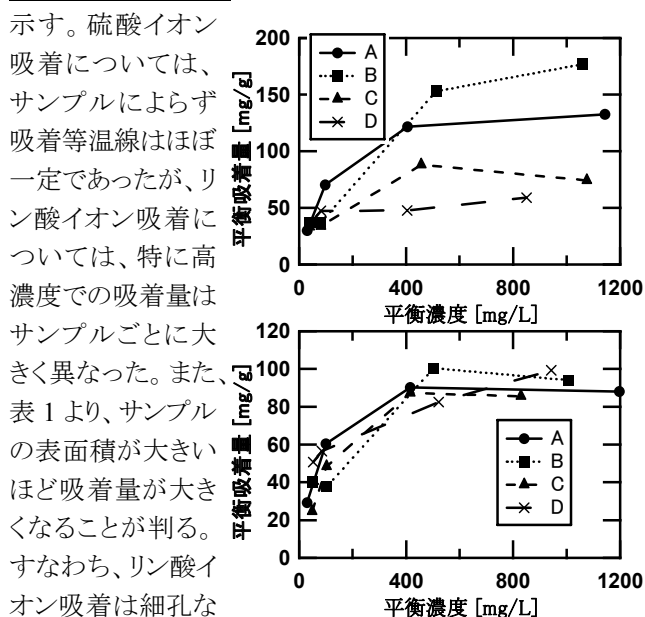 示す。硫酸イオン
吸着については、
サンプルによらず
吸着等温線はほぼ
一定であったが、リ
ン酸イオン吸着に
ついては、特に高
濃度での吸着量は
サンプルごとに大
きく異なった。また、
表 1 より、サンプル
の表面積が大きい
ほど吸着量が大き
くなることが判る。
すなわち、リン酸イ
オン吸着は細孔な
平衡吸着量 [mg/g]
200
150
100
50
0
A
B
C
D
0 400 800 1200
平衡濃度 [mg/L]
平衡吸着量 [mg/g]
120
100
80
60
40
20
0
A
B
C
D
0 400 800 1200
平衡濃度 [mg/L]